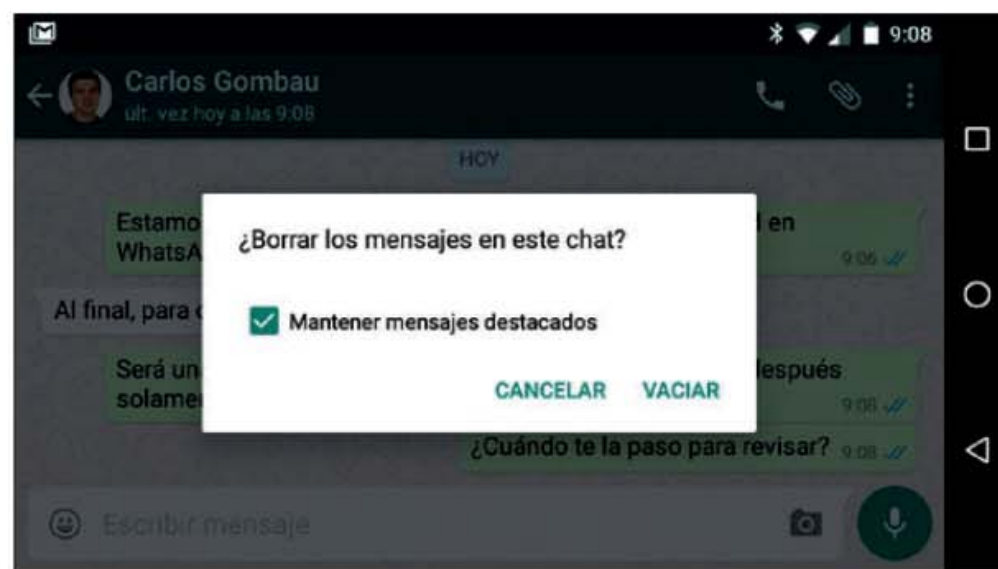 9:08
Carlos Gombau
últ. vez hoy a las 9:08
HOY
Estamo
en
WhatsA
9:06
¿Borrar los mensajes en este chat?
Al final, para
Mantener mensajes destacados
Será un
después
solame
9:08
CANCELAR VACIAR
¿Cuándo te la paso para revisar? 9:08
Escribir mensaje